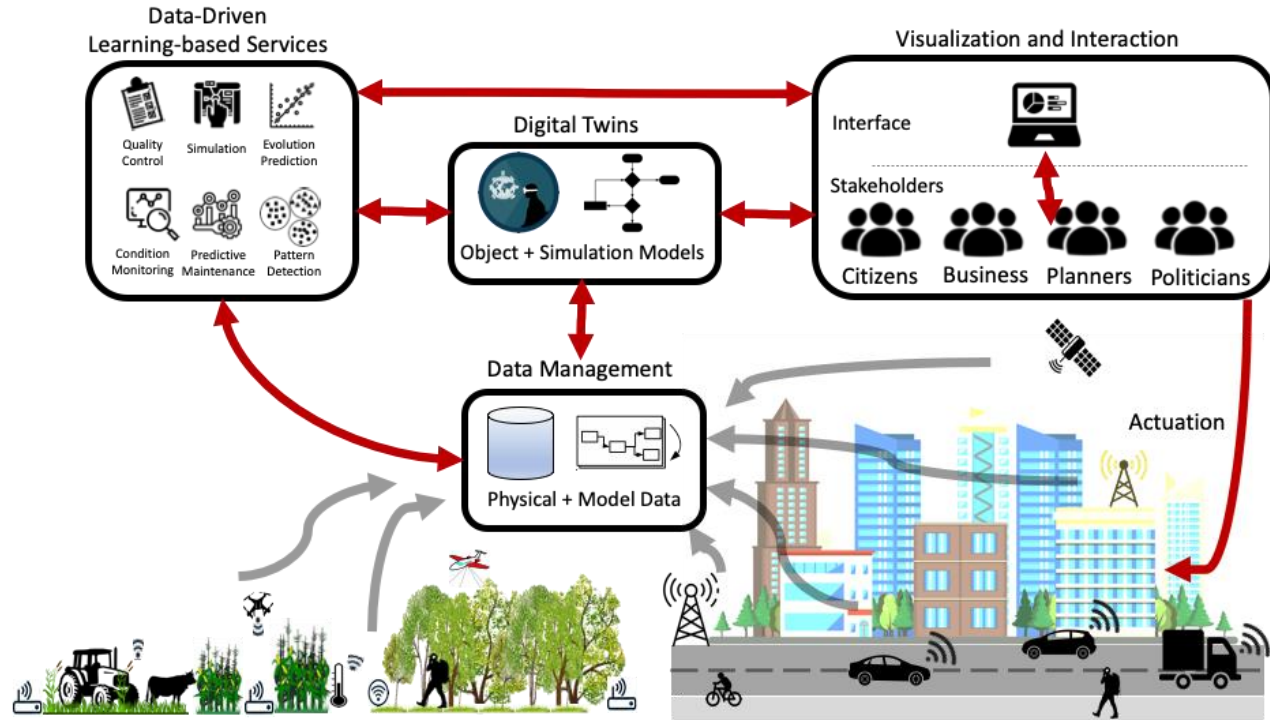 Data-Driven
Learning-based Services
Quality
Control
Simulation
Evolution
Prediction
Condition
Monitoring
Predictive
Maintenance
Pattern
Detection
Digital Twins
Object + Simulation Models
Visualization and Interaction
Interface
Stakeholders
Citizens
Business
Planners
Politicians
Data Management
Physical + Model Data
Actuation